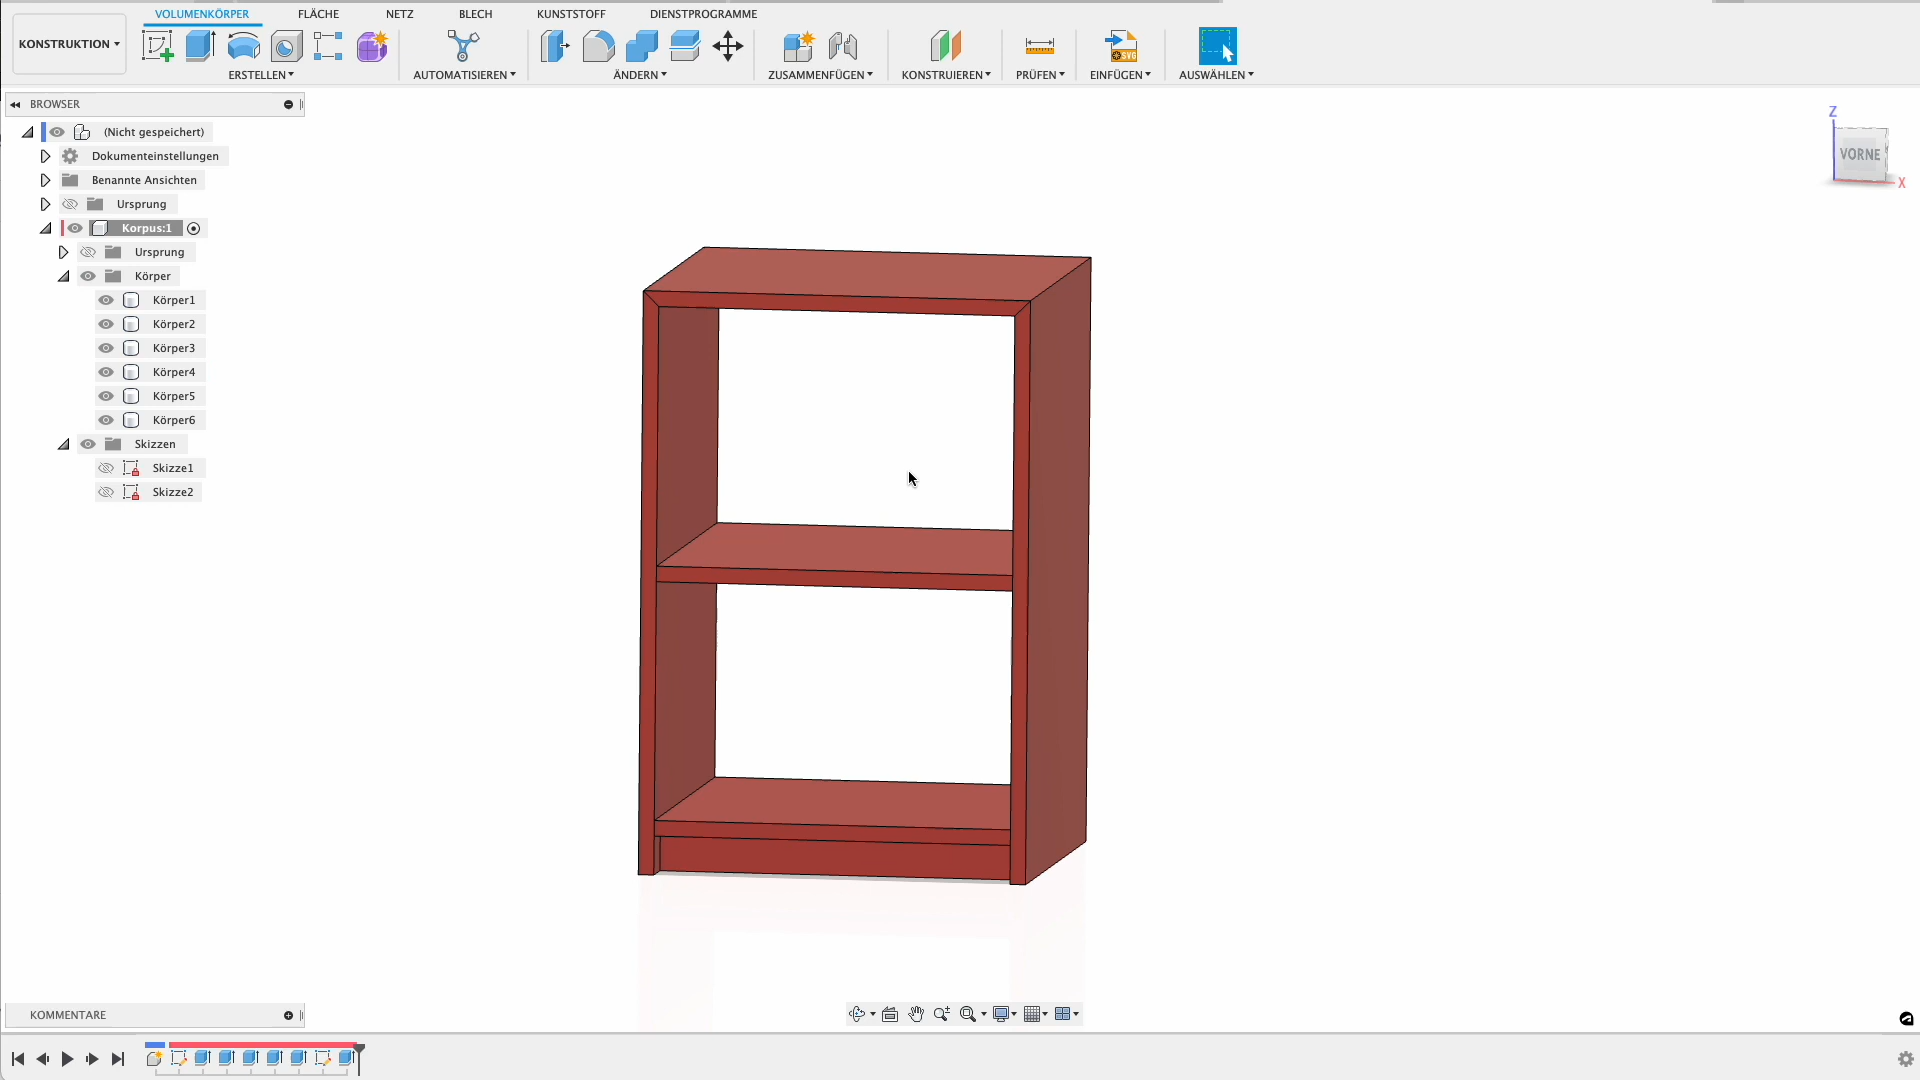 VOLUMENKÖRPER FLÄCHE NETZ BLECH KUNSTSTOFF DIENSTPROGRAMME
KONSTRUKTION
SVG
ERSTELLEN AUTOMATISIEREN ÄNDERN ZUSAMMENFÜGEN KONSTRUIEREN PRÜFEN EINFÜGEN AUSWÄHLEN
BROWSER
(Nicht gespeichert)
Dokumenteinstellungen
Benannte Ansichten
Ursprung
Korpus:1
Ursprung
Körper
Körper1
Körper2
Körper3
Körper4
Körper5
Körper6
Skizzen
Skizze1
Skizze2
Z
VORNE
X
KOMMENTARE